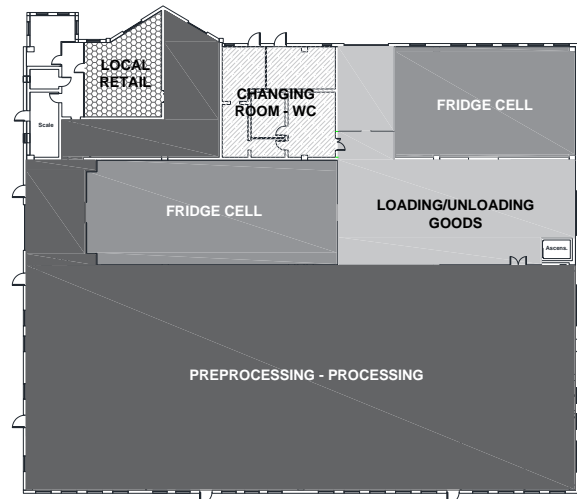 LOCAL
RETAIL
CHANGING
ROOM - WC
FRIDGE CELL
Scale
FRIDGE CELL
LOADING/UNLOADING
GOODS
Ascens.
PREPROCESSING - PROCESSING